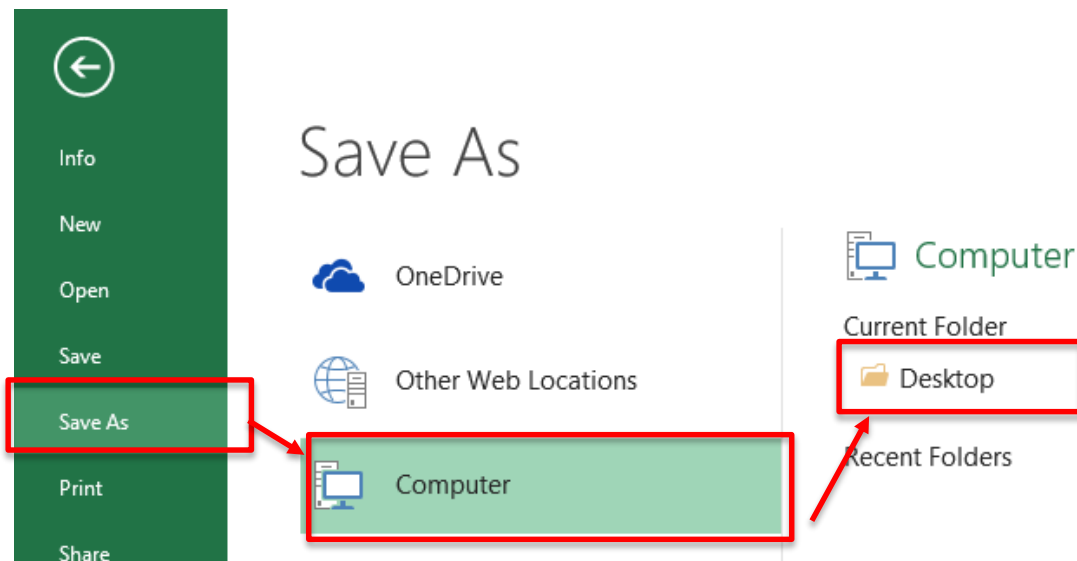 Info
New
Open
Save
Save As
Print
Share
Save As
OneDrive
Other Web Locations
Computer
Computer
Current Folder
Desktop
Recent Folders